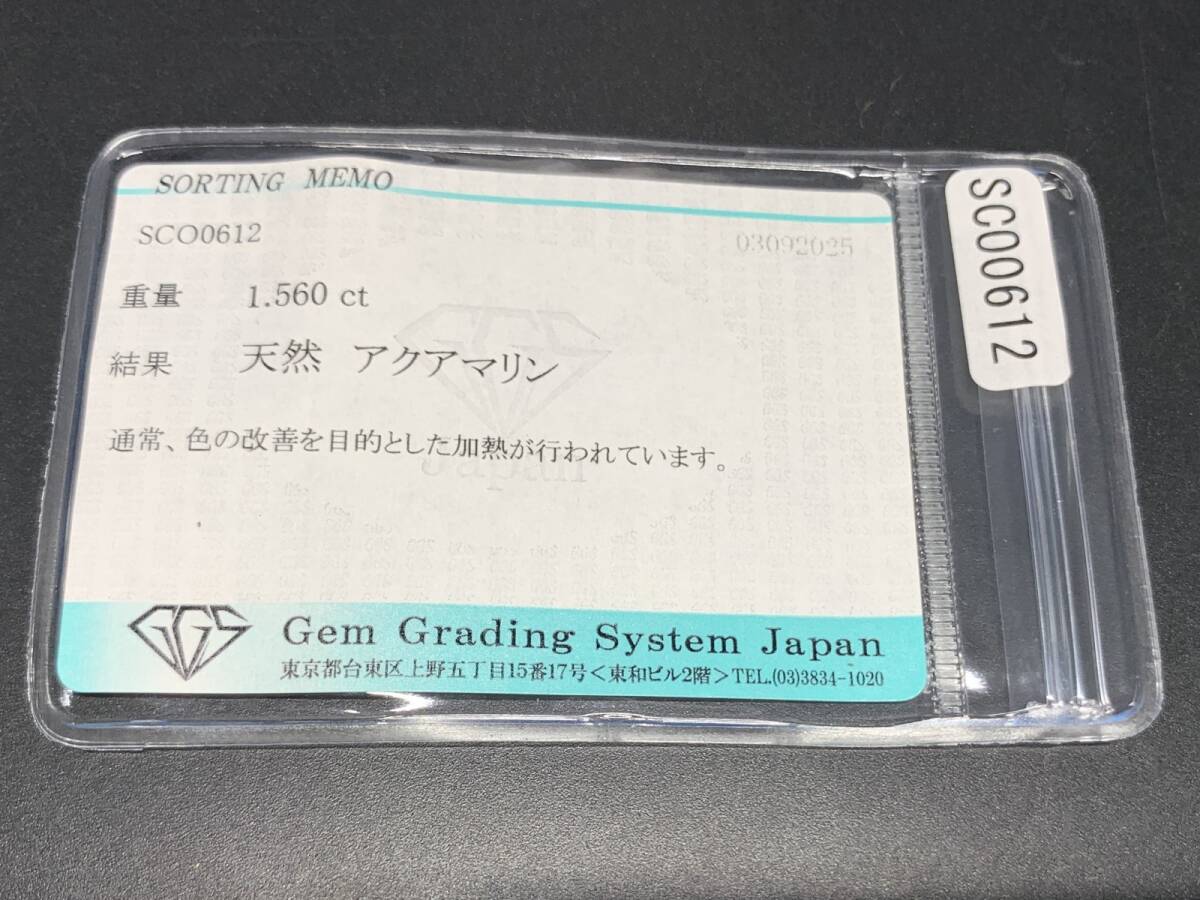 SORTING MEMO
SCO0612
03092025
重量 1.560 ct
結果 天然 アクアマリン
通常、色の改善を目的とした加熱が行われています。
Japan
GGS Gem Grading System Japan
東京都台東区上野五丁目15番17号<東和ビル2階>TEL.(03)3834-1020
SCO0612